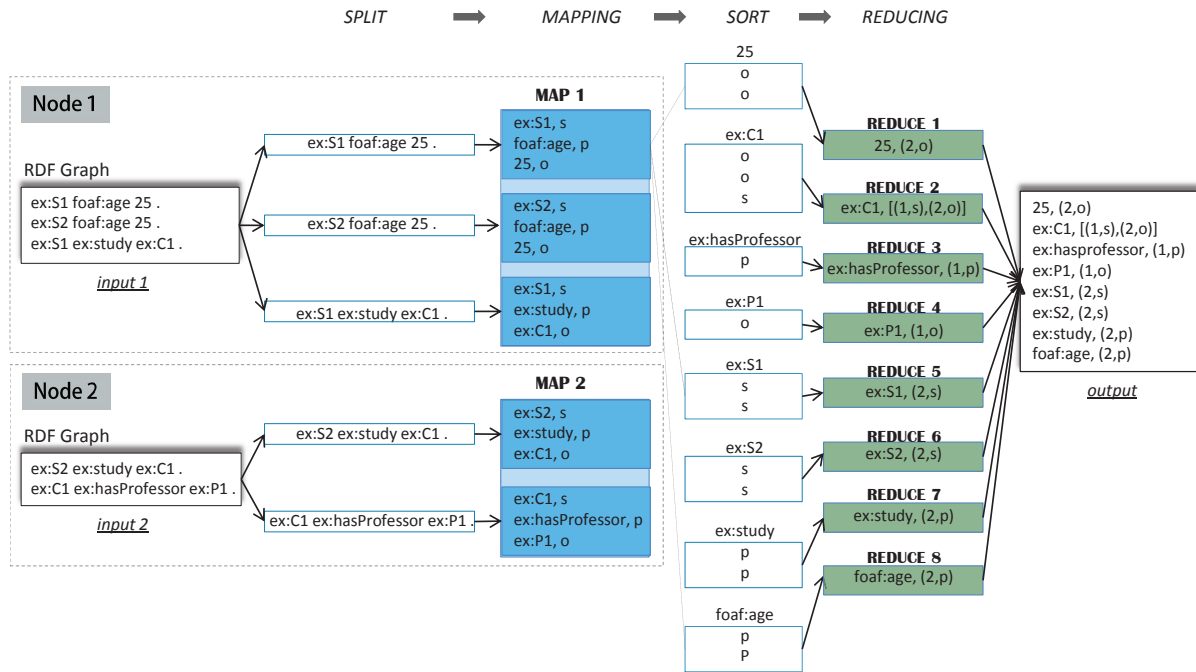 SPLIT
MAPPING
SORT
REDUCING
Node 1
RDF Graph
ex:S1 foaf:age 25 .
ex:S2 foaf:age 25 .
ex:S1 ex:study ex:C1 .
input 1
ex:S1 foaf:age 25 .
ex:S2 foaf:age 25 .
ex:S1 ex:study ex:C1 .
MAP 1
ex:S1, s
foaf:age, p
25, o
ex:S2, s
foaf:age, p
25, o
ex:S1, s
ex:study, p
ex:C1, o
Node 2
RDF Graph
ex:S2 ex:study ex:C1 .
ex:C1 ex:hasProfessor ex:P1 .
input 2
ex:S2 ex:study ex:C1 .
ex:C1 ex:hasProfessor ex:P1 .
MAP 2
ex:S2, s
ex:study, p
ex:C1, o
ex:C1, s
ex:hasProfessor, p
ex:P1, o
25
o
o
ex:C1
o
o
s
ex:hasProfessor
p
ex:P1
o
ex:S1
s
s
ex:S2
s
s
ex:study
p
p
foaf:age
p
P
REDUCE 1
25, (2,o)
REDUCE 2
ex:C1, [(1,s),(2,o)]
REDUCE 3
ex:hasProfessor, (1,p)
REDUCE 4
ex:P1, (1,o)
REDUCE 5
ex:S1, (2,s)
REDUCE 6
ex:S2, (2,s)
REDUCE 7
ex:study, (2,p)
REDUCE 8
foaf:age, (2,p)
25, (2,o)
ex:C1, [(1,s),(2,o)]
ex:hasprofessor, (1,p)
ex:P1, (1,o)
ex:S1, (2,s)
ex:S2, (2,s)
ex:study, (2,p)
foaf:age, (2,p)
output